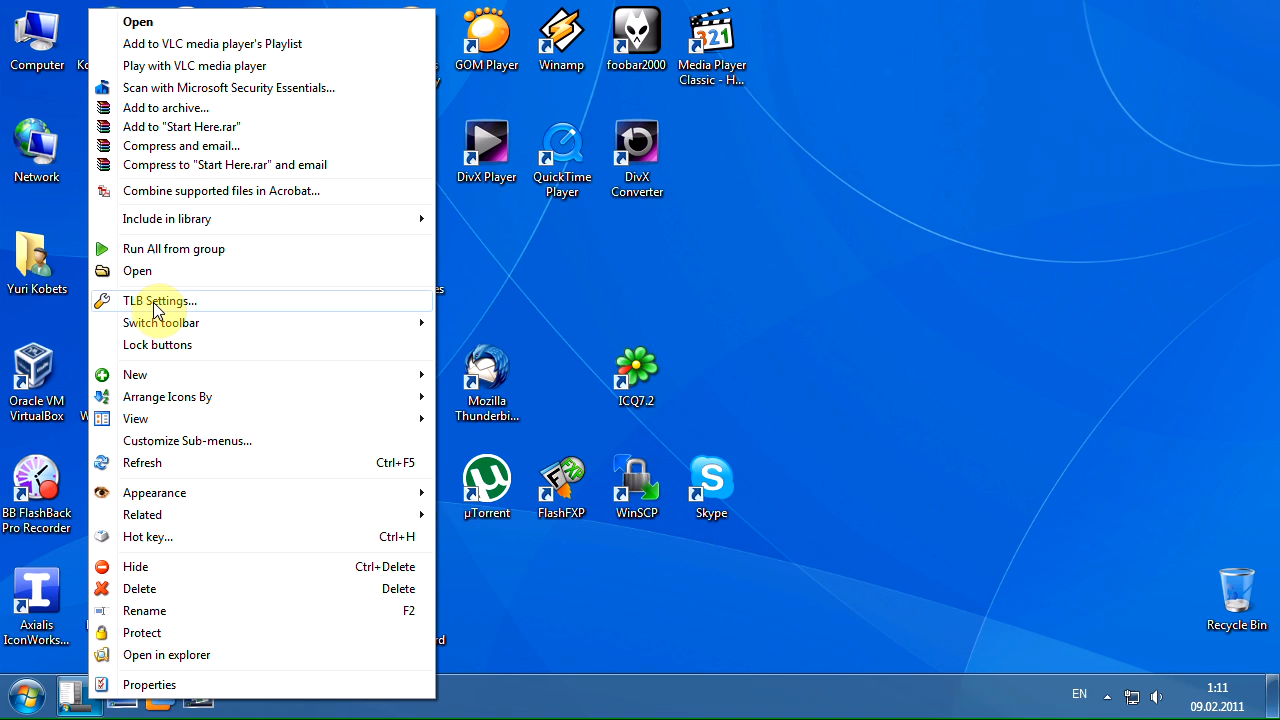 Open
Add to VLC media player's Playlist
Play with VLC media player
Scan with Microsoft Security Essentials...
Add to archive...
Add to "Start Here.rar"
Compress and email...
Compress to "Start Here.rar" and email
Combine supported files in Acrobat...
Include in library
Run All from group
Open
TLB Settings...
Switch toolbar
Lock buttons
New
Arrange Icons By
View
Customize Sub-menus...
Refresh Ctrl+F5
Appearance
Related
Hot key... Ctrl+H
Hide Ctrl+Delete
Delete Delete
Rename F2
Protect
Open in explorer
Properties
Computer
Network
Yuri Kobets
Oracle VM
VirtualBox
BB FlashBack
Pro Recorder
Axialis
IconWorks...
GOM Player
Winamp
foobar2000
Media Player
Classic - H...
DivX Player
QuickTime
Player
DivX
Converter
Mozilla
Thunderbi...
ICQ7.2
µTorrent
FlashFXP
WinSCP
Skype
Recycle Bin
EN
1:11
09.02.2011